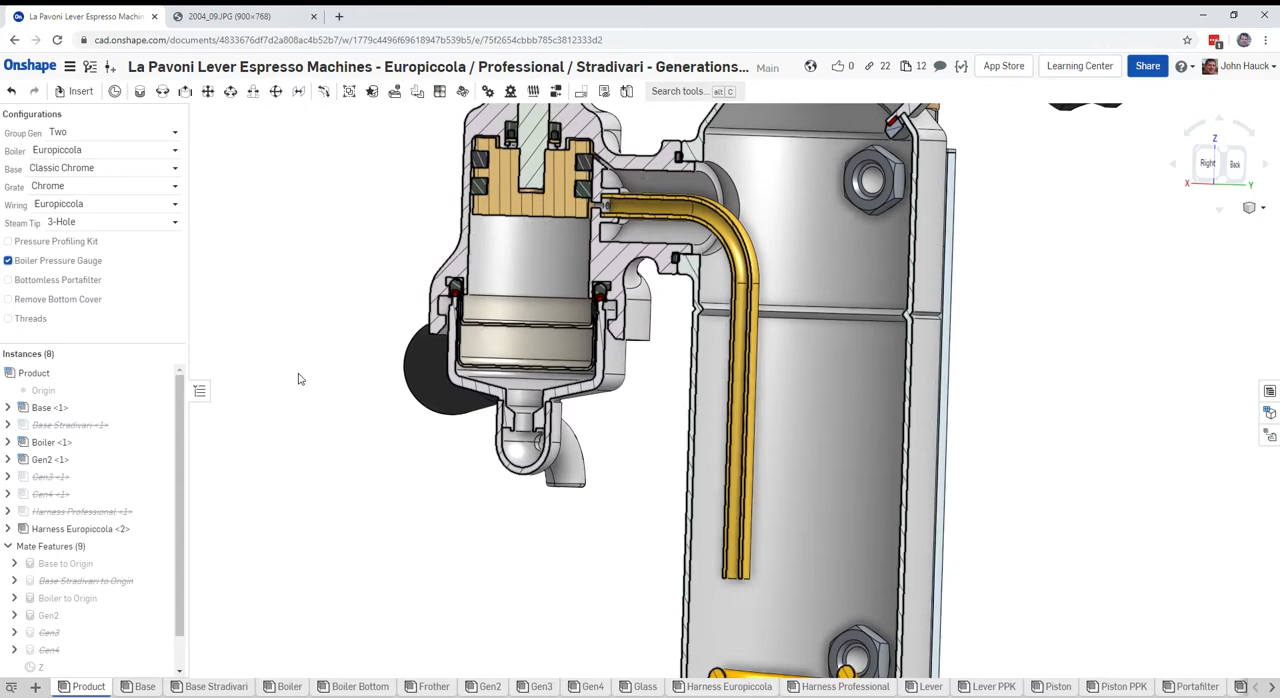 La Pavoni Lever Espresso Machin
2004_09.JPG (900×768)
cad.onshape.com/documents/4833676df7d2a808ac4b52b7/w/1779c4496f69618947b539b5/e/75f2654cbbb785c3812333d2
Onshape
La Pavoni Lever Espresso Machines - Europiccola / Professional / Stradivari - Generations... Main
0
22
12
App Store
Learning Center
Share
John Hauck
Insert
Search tools... alt C
Configurations
Group Gen Two
Boiler Europiccola
Base Classic Chrome
Grate Chrome
Wiring Europiccola
Steam Tip 3-Hole
Pressure Profiling Kit
Boiler Pressure Gauge
Bottomless Portafilter
Remove Bottom Cover
Threads
Instances (8)
Product
Origin
Base <1>
Base Stradivari <1>
Boiler <1>
Gen2 <1>
Gen3 <1>
Gen4 <1>
Harness Professional <1>
Harness Europiccola <2>
Mate Features (9)
Base to Origin
Base Stradivari to Origin
Boiler to Origin
Gen2
Gen3
Gen4
Z
Z
Right
Back
X
Y
Product
Base
Base Stradivari
Boiler
Boiler Bottom
Frother
Gen2
Gen3
Gen4
Glass
Harness Europiccola
Harness Professional
Lever
Lever PPK
Piston
Piston PPK
Portafilter